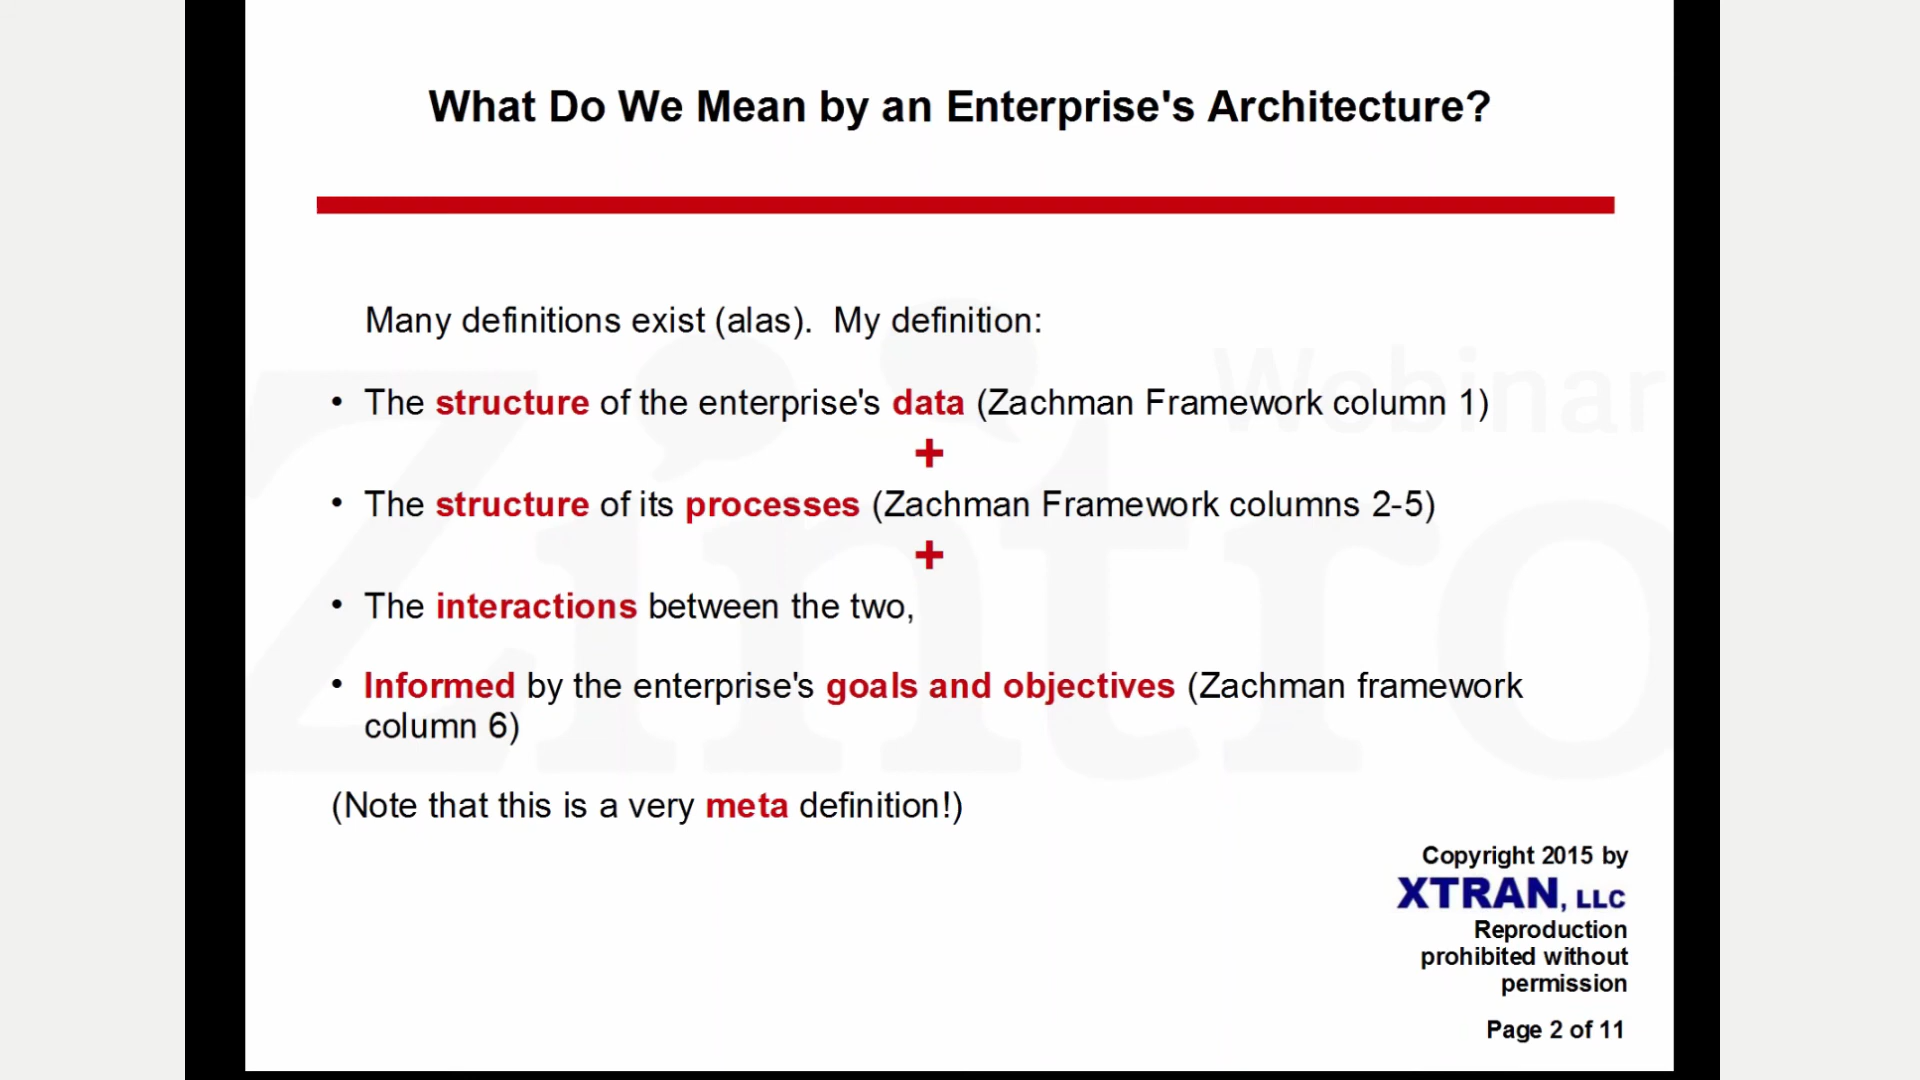 What Do We Mean by an Enterprise's Architecture?
Many definitions exist (alas).  My definition:
• The structure of the enterprise's data (Zachman Framework column 1)
+
• The structure of its processes (Zachman Framework columns 2-5)
+
• The interactions between the two,
• Informed by the enterprise's goals and objectives (Zachman framework
column 6)
(Note that this is a very meta definition!)
Zintro
Webinar
Copyright 2015 by
XTRAN, LLC
Reproduction
prohibited without
permission
Page 2 of 11